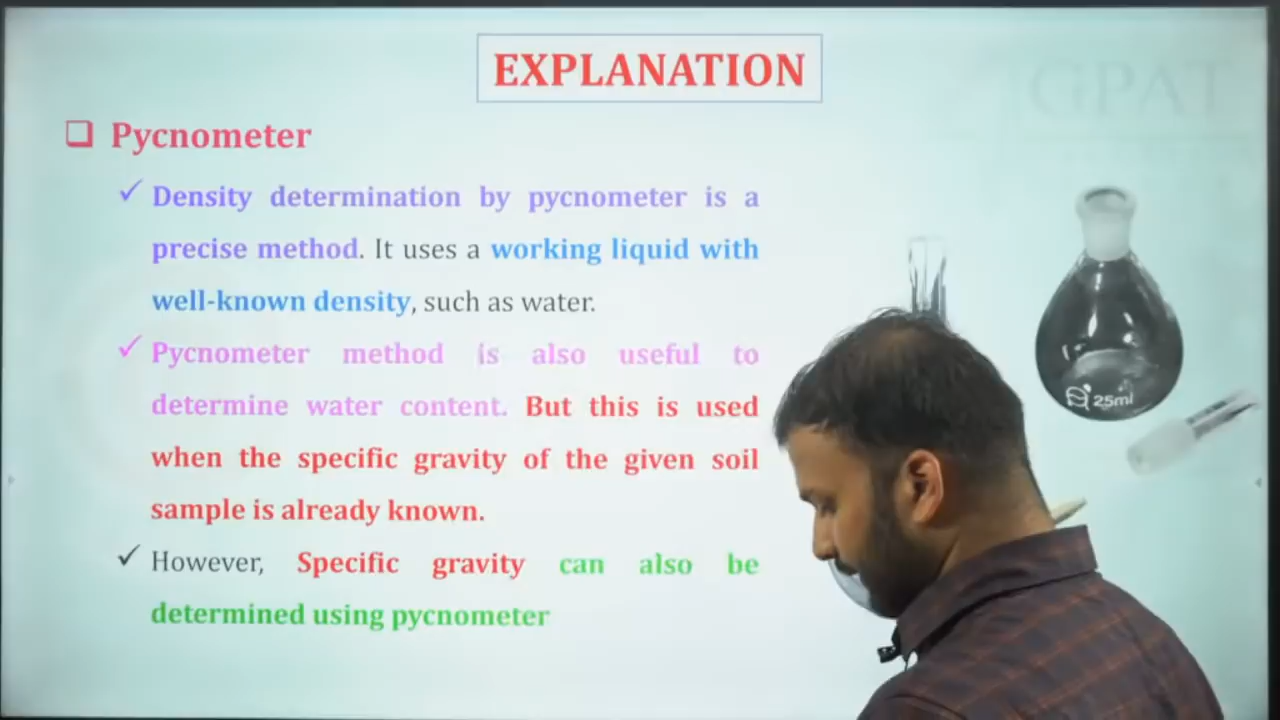 EXPLANATION
GPAT
Pycnometer
Density determination by pycnometer is a
precise method. It uses a working liquid with
well-known density, such as water.
Pycnometer method is also useful to
determine water content. But this is used
when the specific gravity of the given soil
sample is already known.
However, Specific gravity can also be
determined using pycnometer
25ml